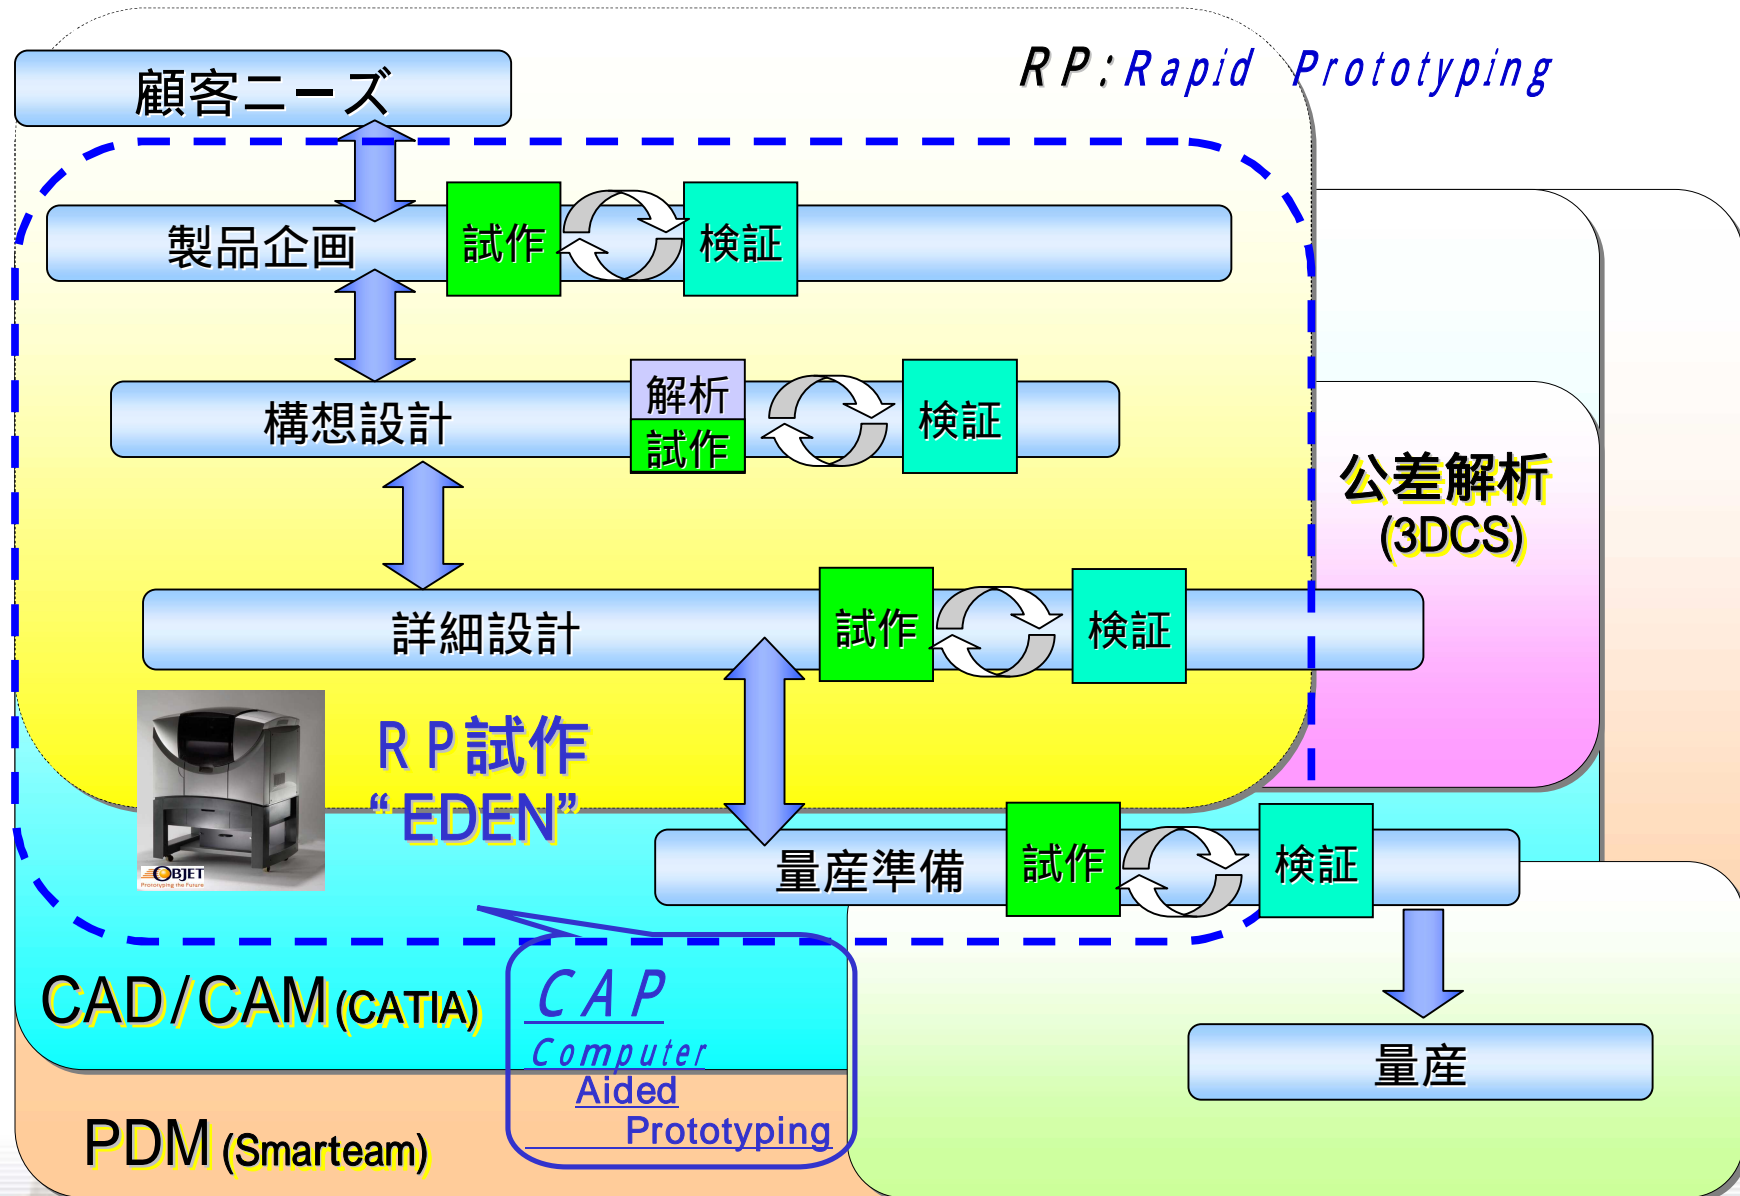 顧客ニーズ
RP:Rapid Prototyping
製品企画
試作
検証
構想設計
解析
試作
検証
公差解析
(3DCS)
詳細設計
試作
検証
RP試作
“EDEN”
OBJET
Prototyping the Future
量産準備
試作
検証
CAD/CAM(CATIA)
CAP
Computer
Aided
Prototyping
量産
PDM(Smarteam)